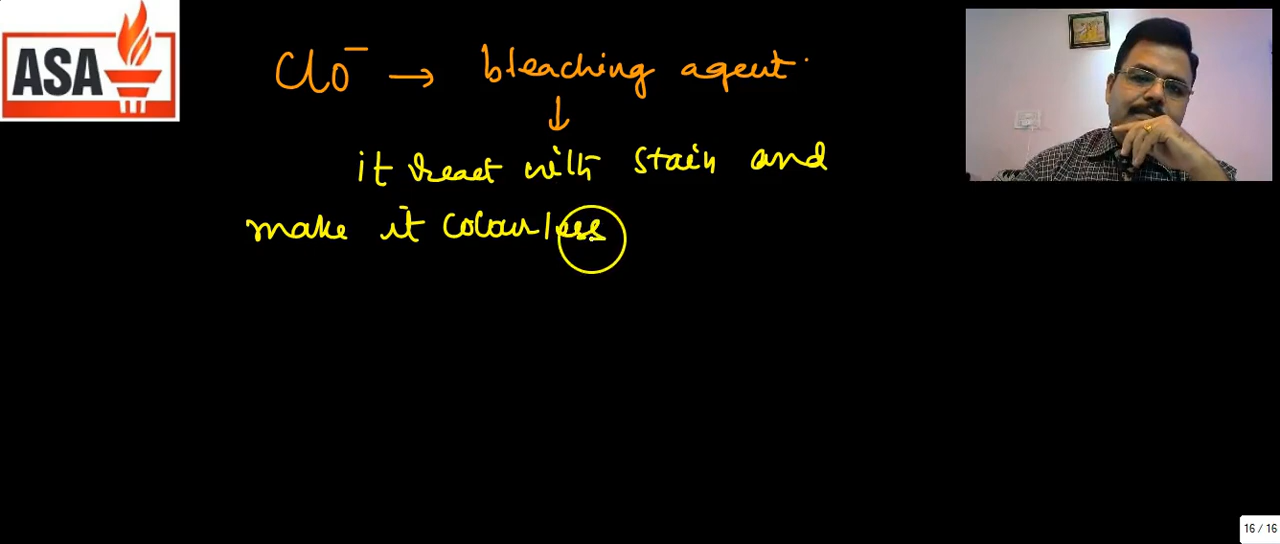 ASA
ClO⁻ → bleaching agent
↓
it react with stain and
make it colourless
16 / 16